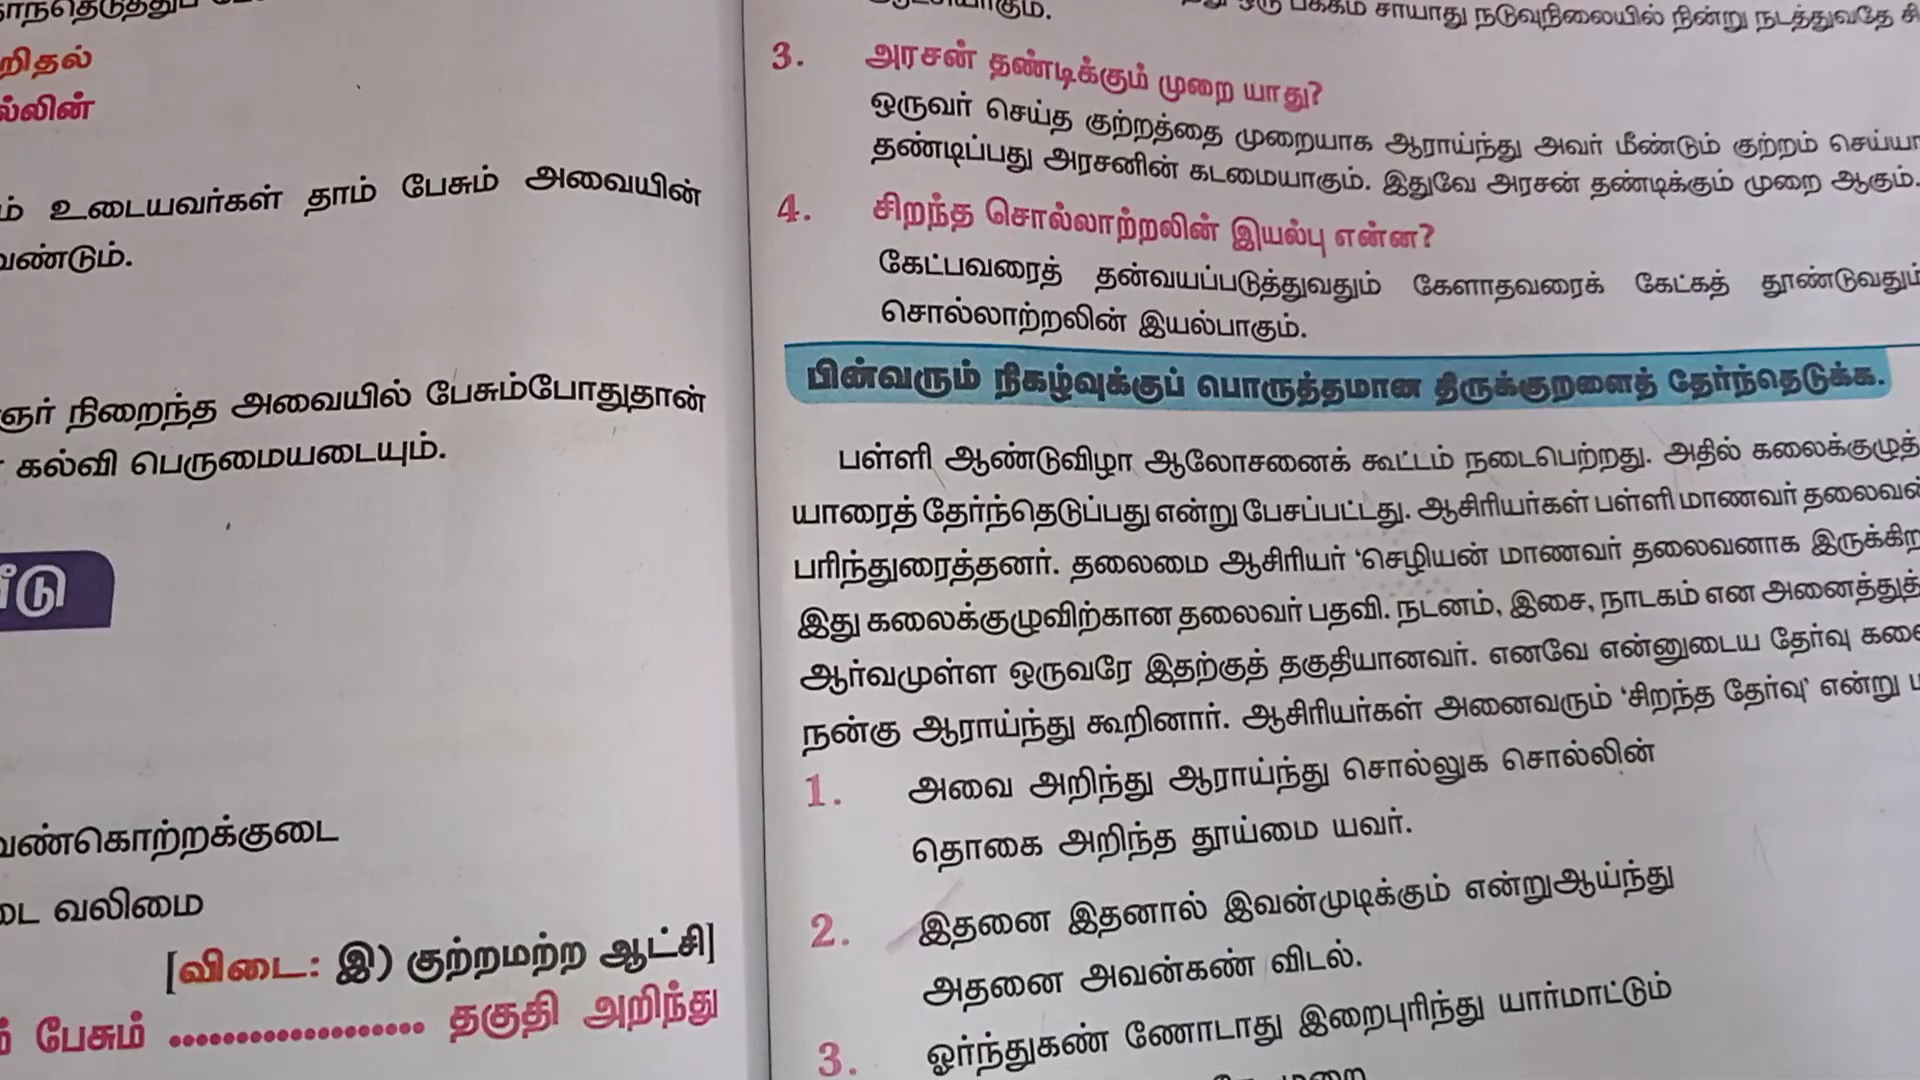 றிதல்
ல்லின்
ம் உடையவர்கள் தாம் பேசும் அவையின்
வண்டும்.
ஞர் நிறைந்த அவையில் பேசும்போதுதான்
கல்வி பெருமையடையும்.
வண்கொற்றக்குடை
டை வலிமை
[விடை: இ) குற்றமற்ற ஆட்சி]
பேசும் ................... தகுதி அறிந்து
பக்கம் சாயாது நடுவுநிலையில் நின்று நடத்துவதே
3. அரசன் தண்டிக்கும் முறை யாது?
ஒருவர் செய்த குற்றத்தை முறையாக ஆராய்ந்து அவர் மீண்டும் குற்றம் செய்யா
தண்டிப்பது அரசனின் கடமையாகும். இதுவே அரசன் தண்டிக்கும் முறை ஆகும்.
4. சிறந்த சொல்லாற்றலின் இயல்பு என்ன?
கேட்பவரைத் தன்வயப்படுத்துவதும் கேளாதவரைக் கேட்கத் தூண்டுவதும்
சொல்லாற்றலின் இயல்பாகும்.
பின்வரும் நிகழ்வுக்குப் பொருத்தமான திருக்குறளைத் தேர்ந்தெடுக்க.
பள்ளி ஆண்டுவிழா ஆலோசனைக் கூட்டம் நடைபெற்றது. அதில் கலைக்குழுத்
யாரைத் தேர்ந்தெடுப்பது என்று பேசப்பட்டது. ஆசிரியர்கள் பள்ளி மாணவர் தலைவன்
பரிந்துரைத்தனர். தலைமை ஆசிரியர் ‘செழியன் மாணவர் தலைவனாக இருக்கிற
இது கலைக்குழுவிற்கான தலைவர் பதவி. நடனம், இசை, நாடகம் என அனைத்துத்
ஆர்வமுள்ள ஒருவரே இதற்குத் தகுதியானவர். எனவே என்னுடைய தேர்வு கலை
நன்கு ஆராய்ந்து கூறினார். ஆசிரியர்கள் அனைவரும் ‘சிறந்த தேர்வு’ என்று
1. அவை அறிந்து ஆராய்ந்து சொல்லுக சொல்லின்
தொகை அறிந்த தூய்மை யவர்.
2. இதனை இதனால் இவன்முடிக்கும் என்றுஆய்ந்து
அதனை அவன்கண் விடல்.
3. ஓர்ந்துகண் ணோடாது இறைபுரிந்து யார்மாட்டும்